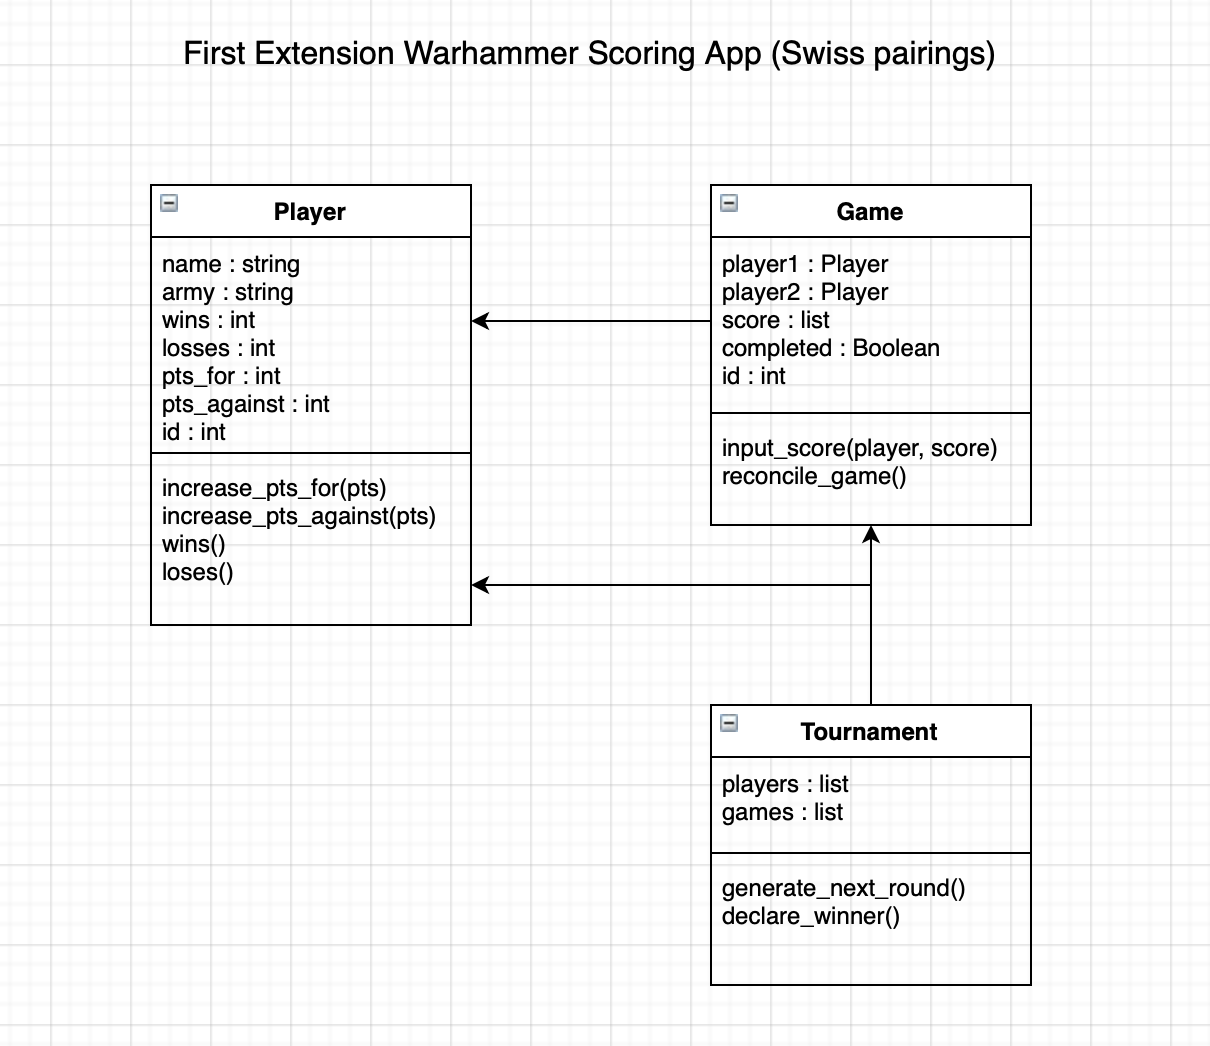 First Extension Warhammer Scoring App (Swiss pairings)
Player
name : string
army : string
wins : int
losses : int
pts_for : int
pts_against : int
id : int
increase_pts_for(pts)
increase_pts_against(pts)
wins()
loses()
Game
player1 : Player
player2 : Player
score : list
completed : Boolean
id : int
input_score(player, score)
reconcile_game()
Tournament
players : list
games : list
generate_next_round()
declare_winner()